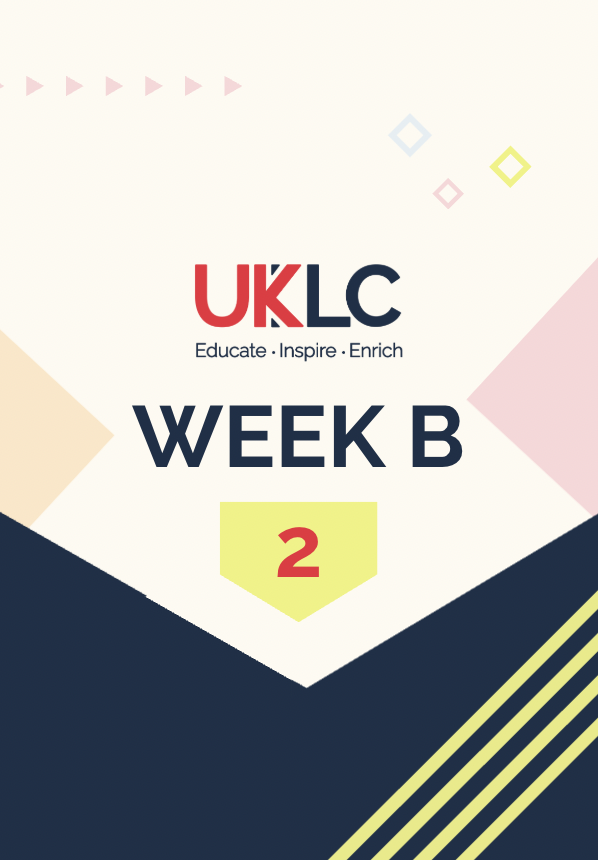 UKLC
Educate · Inspire · Enrich
WEEK B
2